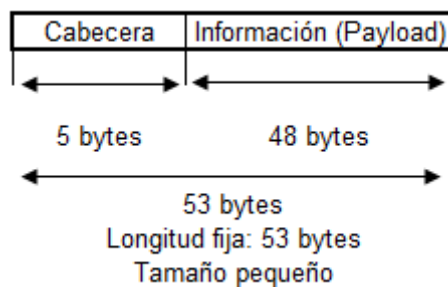 Cabecera Información (Payload)
5 bytes 48 bytes
53 bytes
Longitud fija: 53 bytes
Tamaño pequeño